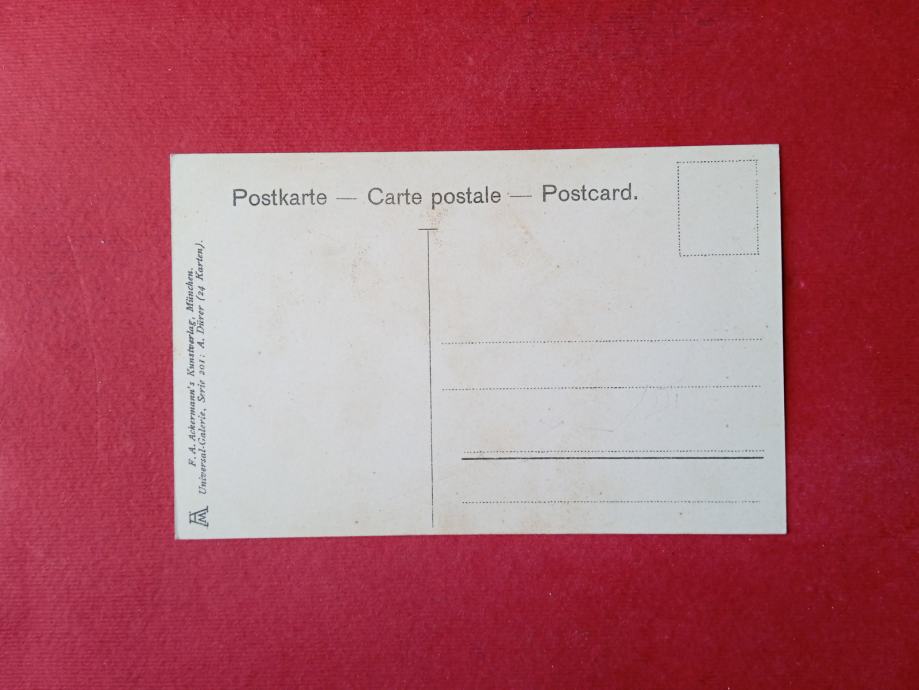 Postkarte — Carte postale — Postcard.
F. A. Ackermann's Kunstverlag, München.
Universal-Galerie, Serie 201: A. Dürer (24 Karten).